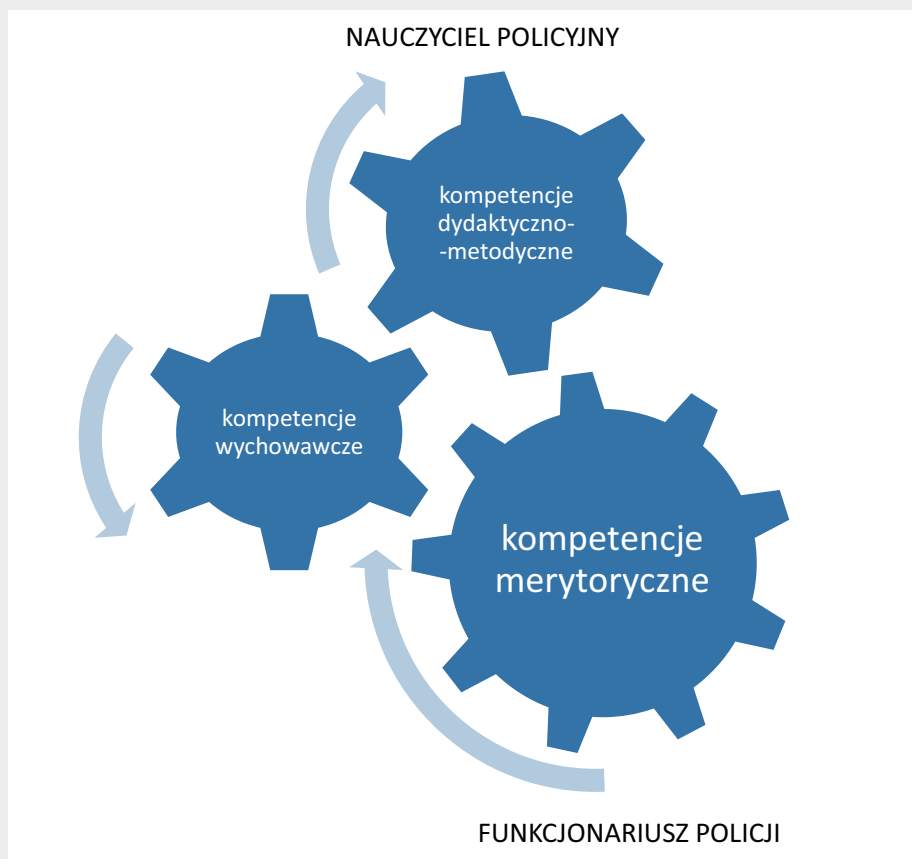 NAUCZYCIEL POLICYJNY
kompetencje
dydaktyczno-
-metodyczne
kompetencje
wychowawcze
kompetencje
merytoryczne
FUNKCJONARIUSZ POLICJI